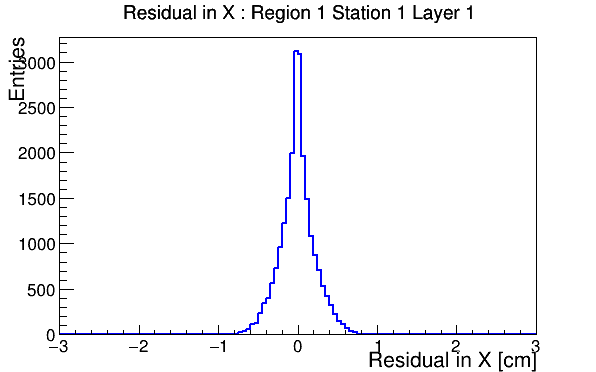 Residual in X : Region 1 Station 1 Layer 1
Entries
3000
2500
2000
1500
1000
500
0
−3 −2 −1 0 1 2 3
Residual in X [cm]